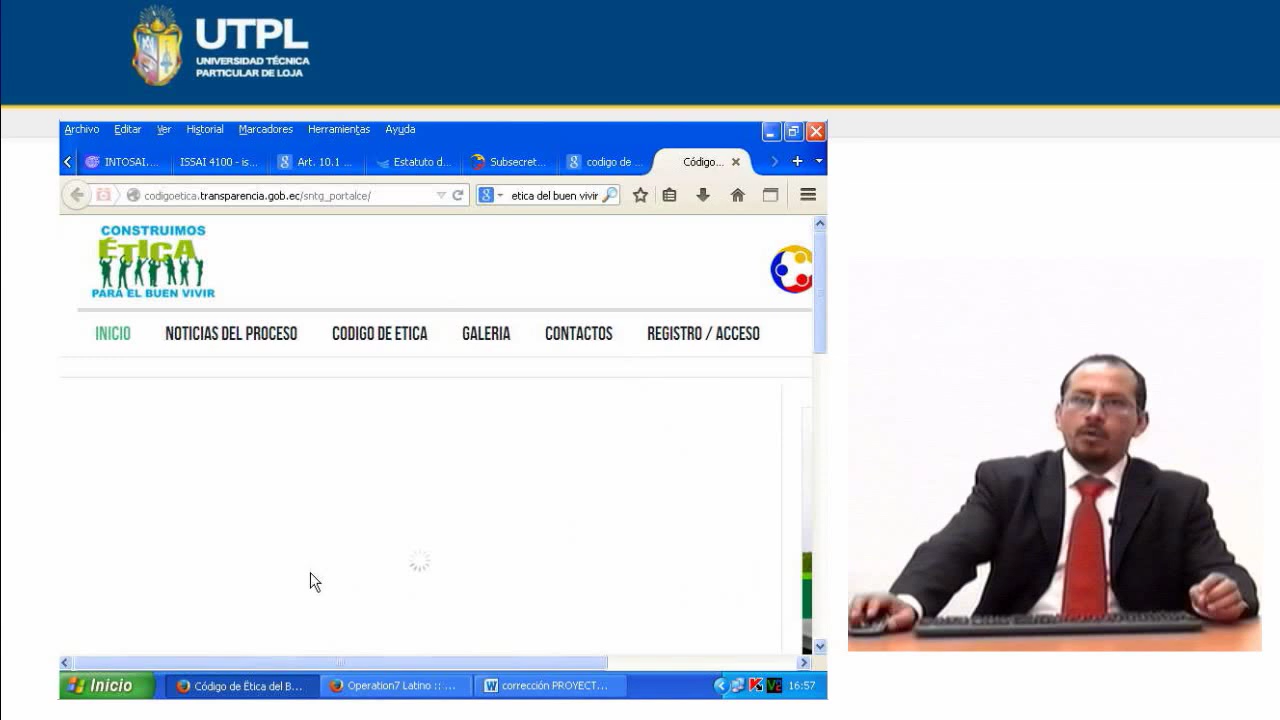 UTPL
UNIVERSIDAD TÉCNICA
PARTICULAR DE LOJA
Archivo Editar Ver Historial Marcadores Herramientas Ayuda
INTOSAI.... ISSAI 4100 - is... Art. 10.1 ... Estatuto d... Subsecret... codigo de ... Código...
codigoetica.transparencia.gob.ec/sntg_portalce/ etica del buen vivir
CONSTRUIMOS
ÉTICA
PARA EL BUEN VIVIR
INICIO NOTICIAS DEL PROCESO CODIGO DE ETICA GALERIA CONTACTOS REGISTRO / ACCESO
Inicio Código de Ética del B... Operation7 Latino :: ... corrección PROYECT... 16:57